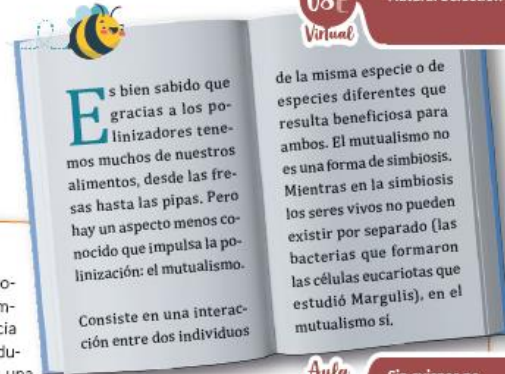 Virtual
Es bien sabido que
gracias a los po-
linizadores tene-
mos muchos de nuestros
alimentos, desde las fre-
sas hasta las pipas. Pero
hay un aspecto menos co-
nocido que impulsa la po-
linización: el mutualismo.
Consiste en una interac-
ción entre dos individuos
de la misma especie o de
especies diferentes que
resulta beneficiosa para
ambos. El mutualismo no
es una forma de simbiosis.
Mientras en la simbiosis
los seres vivos no pueden
existir por separado (las
bacterias que formaron
las células eucariotas que
estudió Margulis), en el
mutualismo sí.
o-
m-
cia
du-
una
Aula